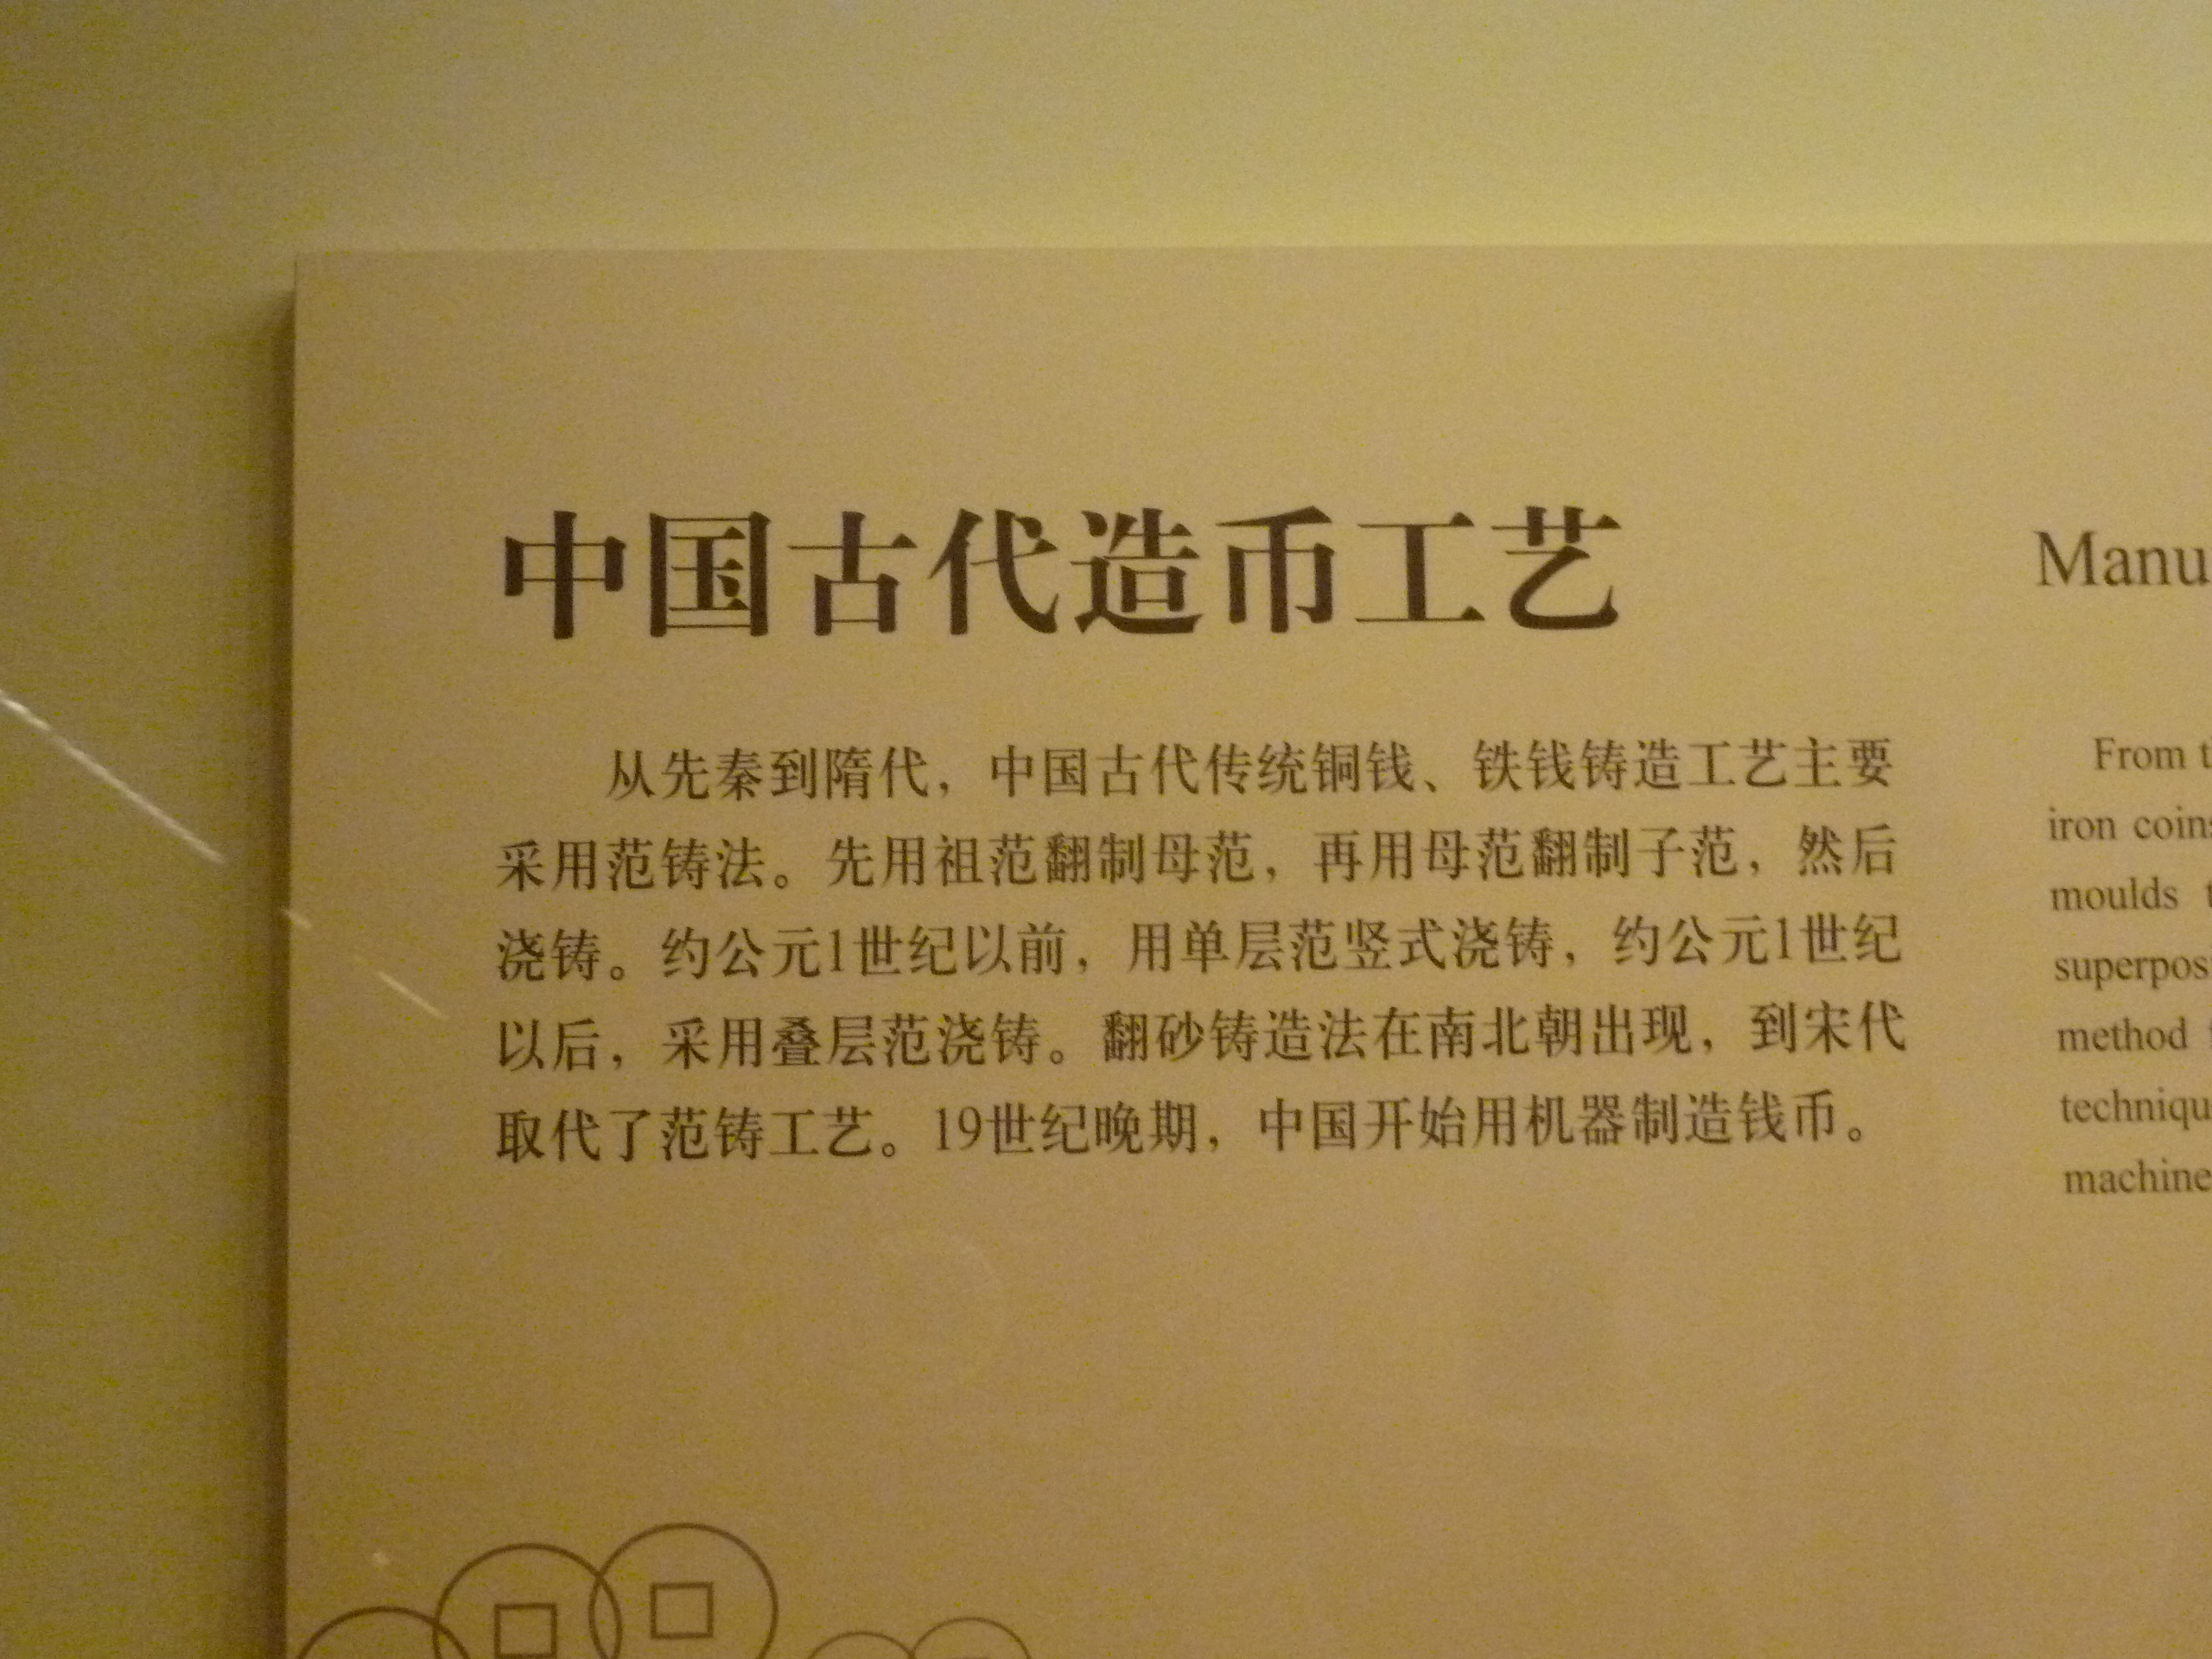 中国古代造币工艺
从先秦到隋代，中国古代传统铜钱、铁钱铸造工艺主要
采用范铸法。先用祖范翻制母范，再用母范翻制子范，然后
浇铸。约公元1世纪以前，用单层范竖式浇铸，约公元1世纪
以后，采用叠层范浇铸。翻砂铸造法在南北朝出现，到宋代
取代了范铸工艺。19世纪晚期，中国开始用机器制造钱币。
Manu
From t
iron coins
moulds t
superpos
method
techniqu
machine